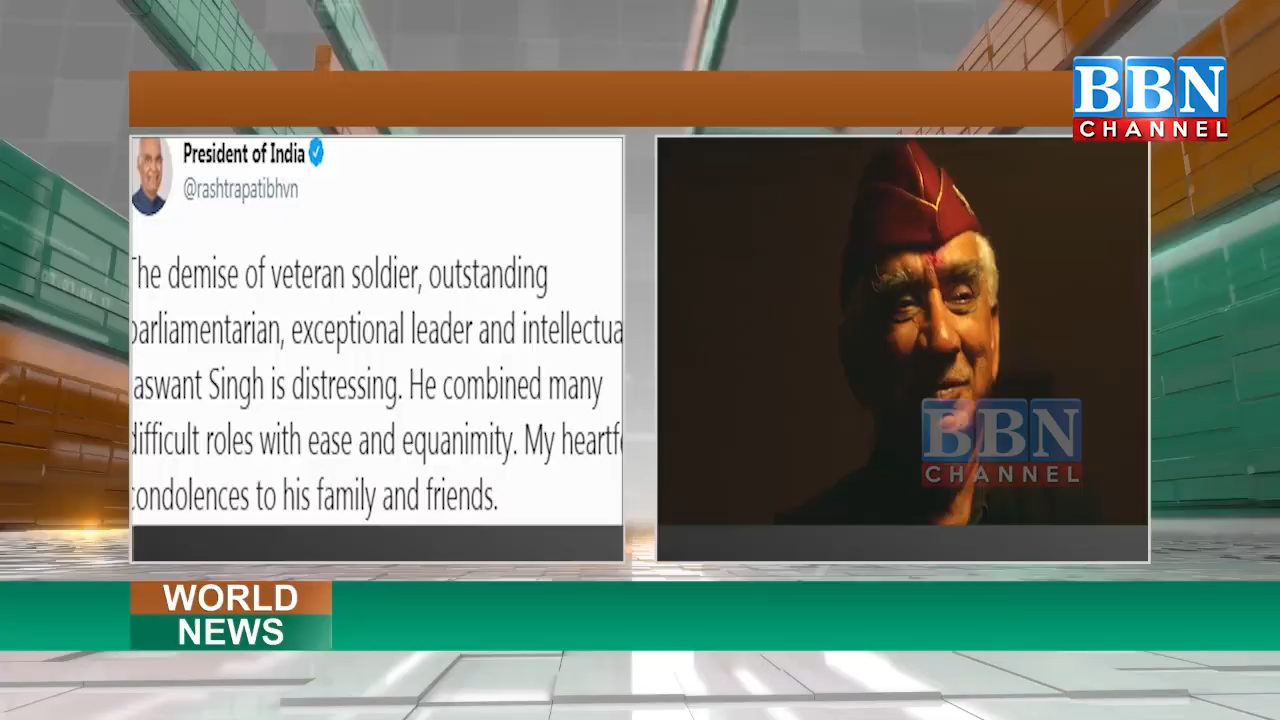 BBN
CHANNEL
President of India
@rashtrapatibhvn
The demise of veteran soldier, outstanding
parliamentarian, exceptional leader and intellectua
aswant Singh is distressing. He combined many
difficult roles with ease and equanimity. My heartf
condolences to his family and friends.
BBN
CHANNEL
WORLD
NEWS